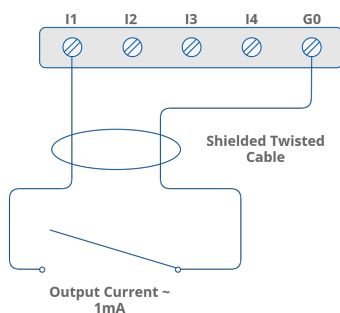 I1 I2 I3 I4 G0
Shielded Twisted
Cable
Output Current ~
1mA